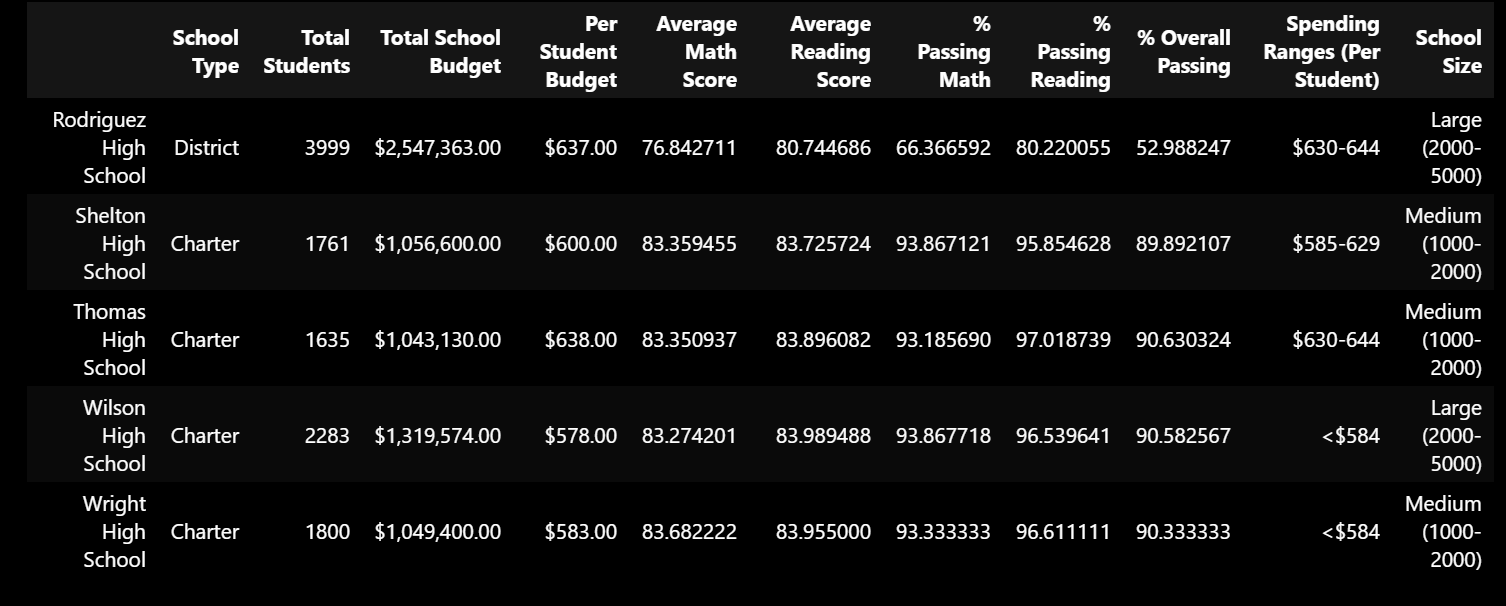 School Type | Total Students | Total School Budget | Per Student Budget | Average Math Score | Average Reading Score | % Passing Math | % Passing Reading | % Overall Passing | Spending Ranges (Per Student) | School Size
Rodriguez High School | District | 3999 | $2,547,363.00 | $637.00 | 76.842711 | 80.744686 | 66.366592 | 80.220055 | 52.988247 | $630-644 | Large (2000-5000)
Shelton High School | Charter | 1761 | $1,056,600.00 | $600.00 | 83.359455 | 83.725724 | 93.867121 | 95.854628 | 89.892107 | $585-629 | Medium (1000-2000)
Thomas High School | Charter | 1635 | $1,043,130.00 | $638.00 | 83.350937 | 83.896082 | 93.185690 | 97.018739 | 90.630324 | $630-644 | Medium (1000-2000)
Wilson High School | Charter | 2283 | $1,319,574.00 | $578.00 | 83.274201 | 83.989488 | 93.867718 | 96.539641 | 90.582567 | <$584 | Large (2000-5000)
Wright High School | Charter | 1800 | $1,049,400.00 | $583.00 | 83.682222 | 83.955000 | 93.333333 | 96.611111 | 90.333333 | <$584 | Medium (1000-2000)